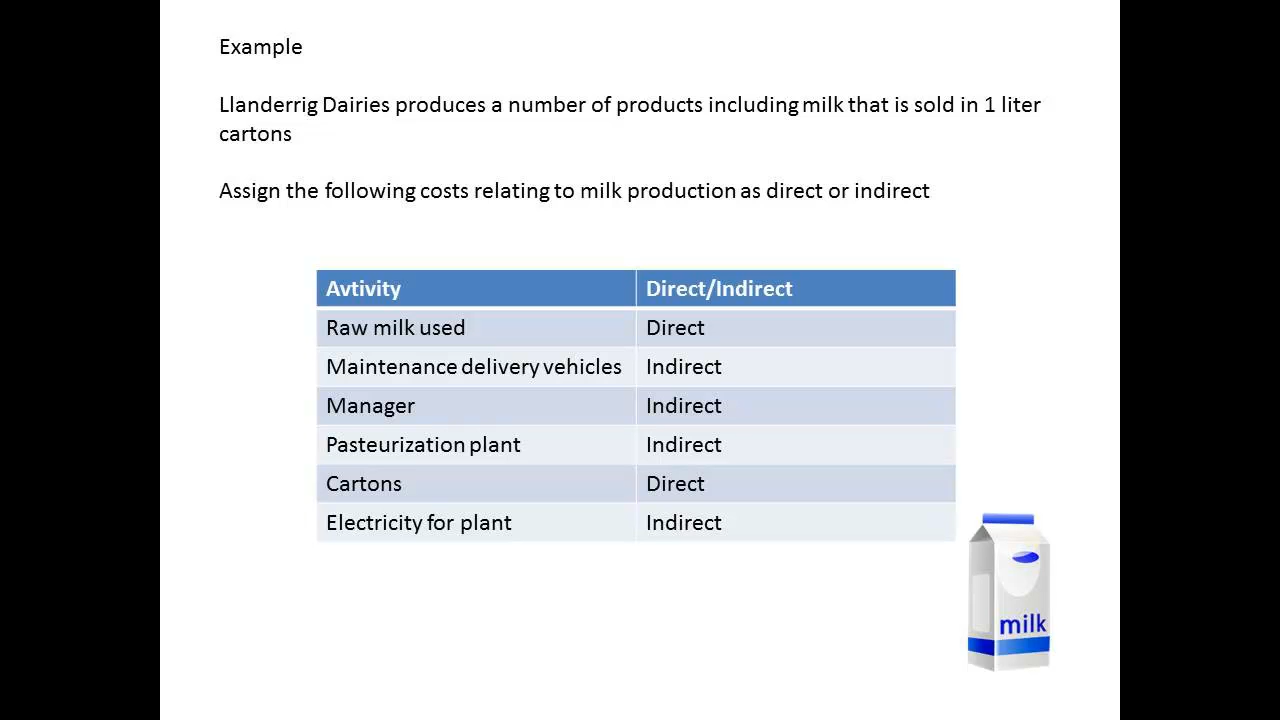 Example
Llanderrig Dairies produces a number of products including milk that is sold in 1 liter
cartons
Assign the following costs relating to milk production as direct or indirect
Avtivity Direct/Indirect
Raw milk used Direct
Maintenance delivery vehicles Indirect
Manager Indirect
Pasteurization plant Indirect
Cartons Direct
Electricity for plant Indirect
milk